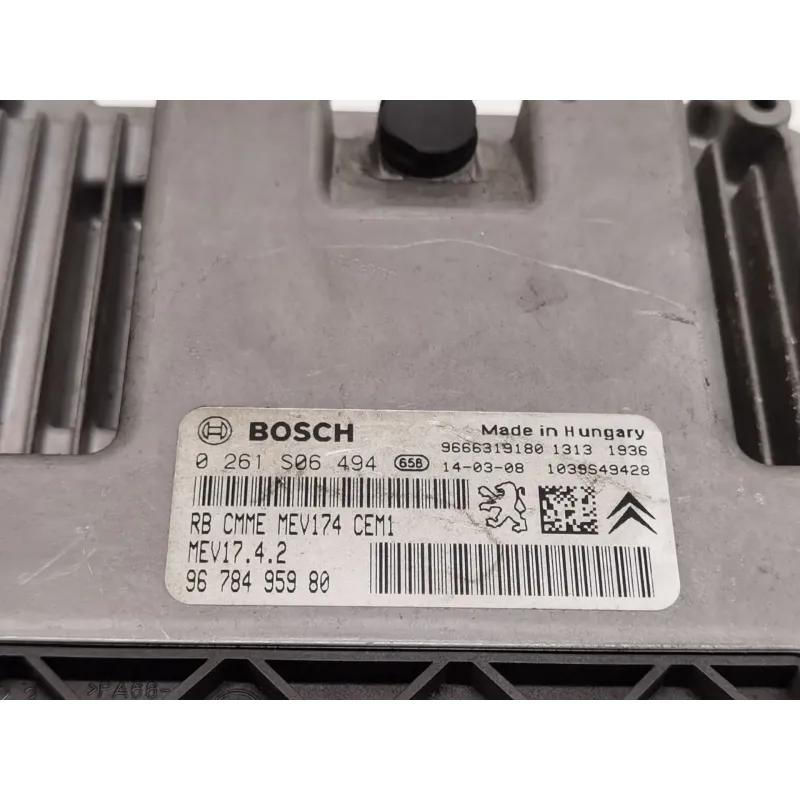 BOSCH
Made in Hungary
9666319180 1313 1936
0 261 S06 494 658 14-03-08 1039S49428
RB CMME MEV174 CEM1
MEV17.4.2
96 784 959 80
>PA66-